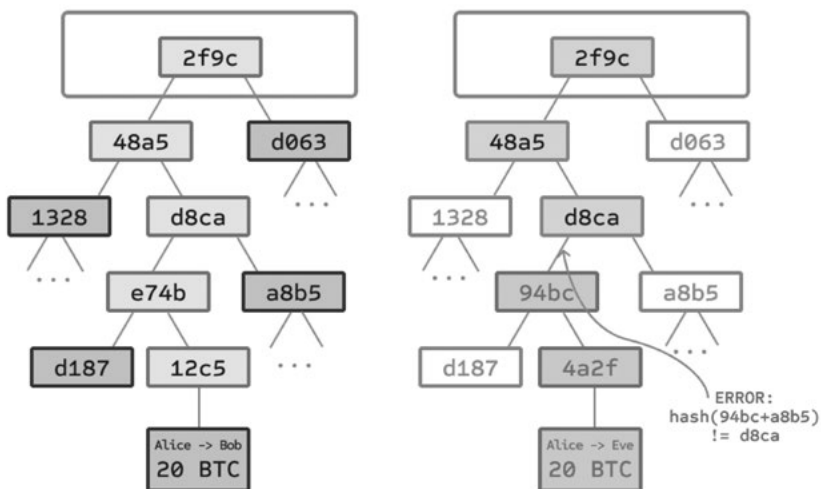 2f9c
48a5
d063
1328
d8ca
...
...
e74b
a8b5
d187
12c5
...
Alice -> Bob
20 BTC
2f9c
48a5
d063
1328
d8ca
...
...
94bc
a8b5
d187
4a2f
...
ERROR:
hash(94bc+a8b5)
!= d8ca
Alice -> Eve
20 BTC